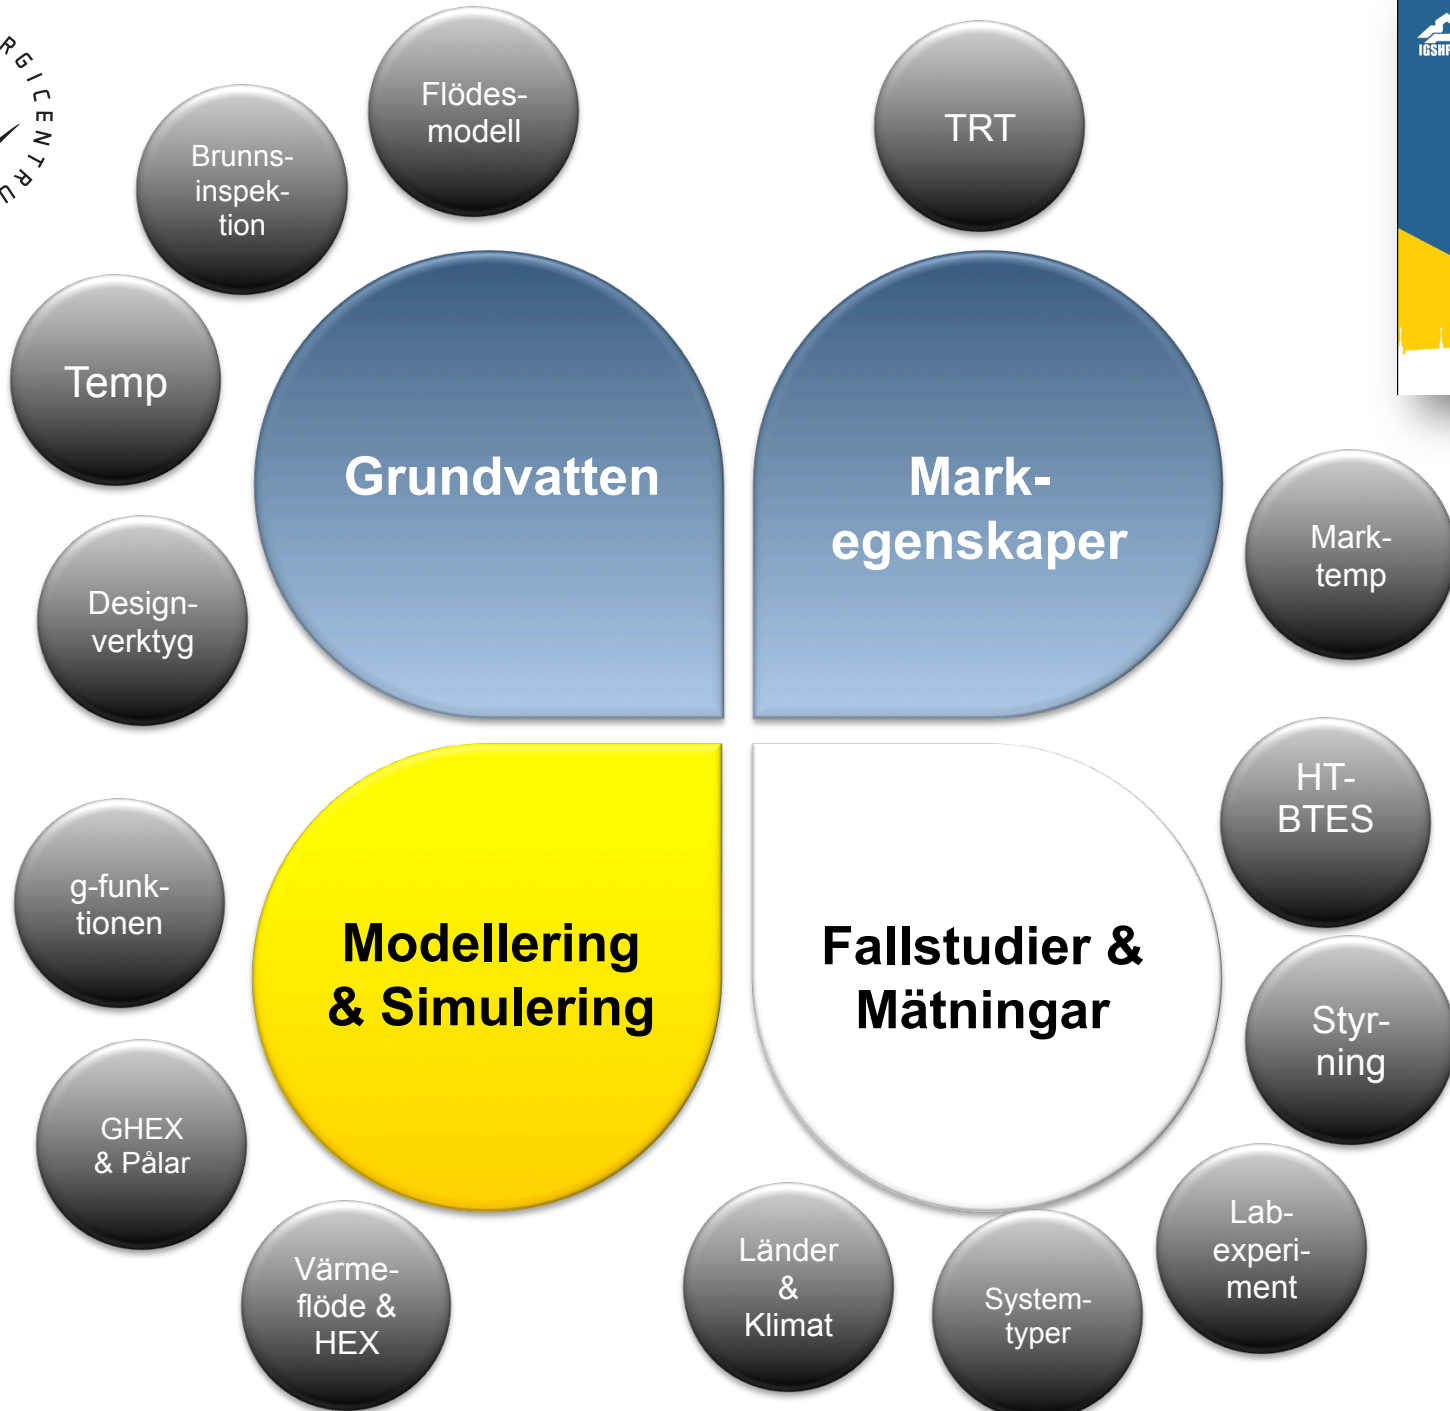 Flödes-
modell
TRT
Brunns-
inspek-
tion
Temp
Grundvatten
Mark-
egenskaper
Mark-
temp
Design-
verktyg
HT-
BTES
g-funk-
tionen
Modellering
& Simulering
Fallstudier &
Mätningar
Styr-
ning
GHEX
& Pålar
Lab-
experi-
ment
Värme-
flöde &
HEX
Länder
&
Klimat
System-
typer